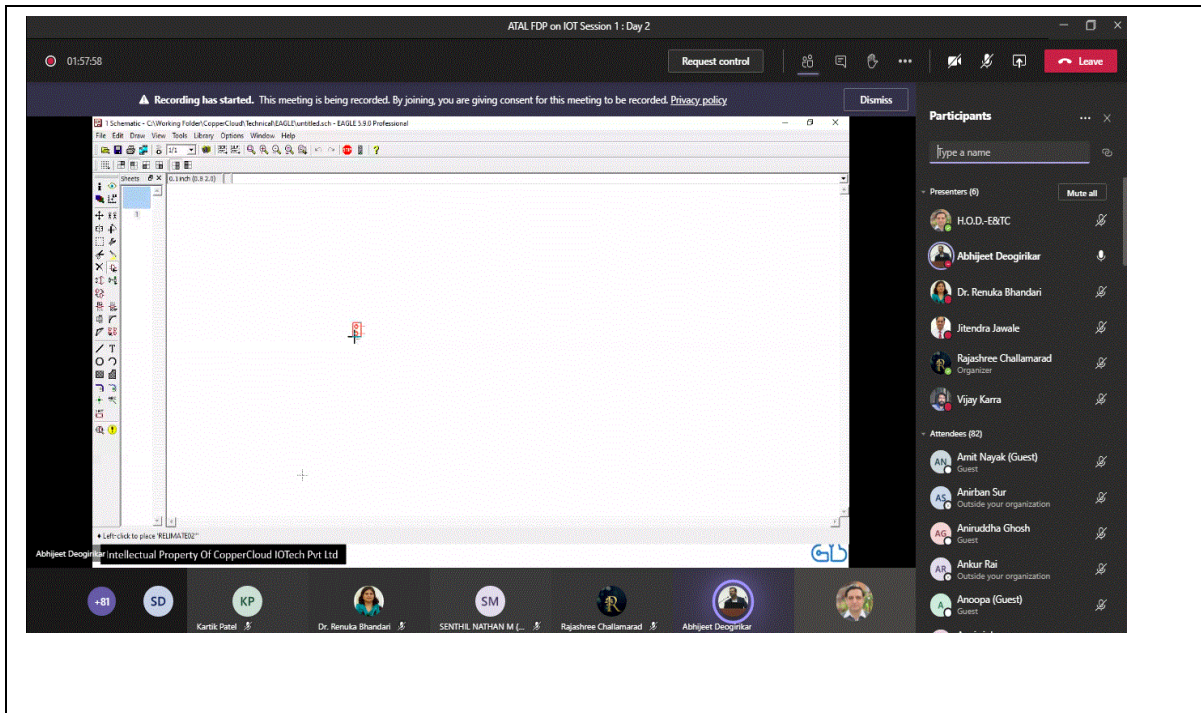 ATAL FDP on IOT Session 1 : Day 2
01:57:58
Request control
Leave
Recording has started. This meeting is being recorded. By joining, you are giving consent for this meeting to be recorded. Privacy policy
Dismiss
1 Schematic - C:\Working Folder\CopperCloud\Technical\EAGLE\untitled.sch - EAGLE 5.9.0 Professional
File Edit Draw View Tools Library Options Window Help
1/1
Sheets
0.1 inch (0.9 2.0)
1
Left-click to place 'RELIMATE02'
Abhijeet Deogirikar
Intellectual Property Of CopperCloud IOTech Pvt Ltd
+81
SD
KP
Kartik Patel
Dr. Renuka Bhandari
SM
SENTHIL NATHAN M (...
Rajashree Challamarad
Abhijeet Deogirikar
Participants
Type a name
Presenters (6)
Mute all
H.O.D.-E&TC
Abhijeet Deogirikar
Dr. Renuka Bhandari
Jitendra Jawale
Rajashree Challamarad
Organizer
Vijay Karra
Attendees (82)
AN
Amit Nayak (Guest)
Guest
AS
Anirban Sur
Outside your organization
AG
Aniruddha Ghosh
Guest
AR
Ankur Rai
Outside your organization
A
Anoopa (Guest)
Guest